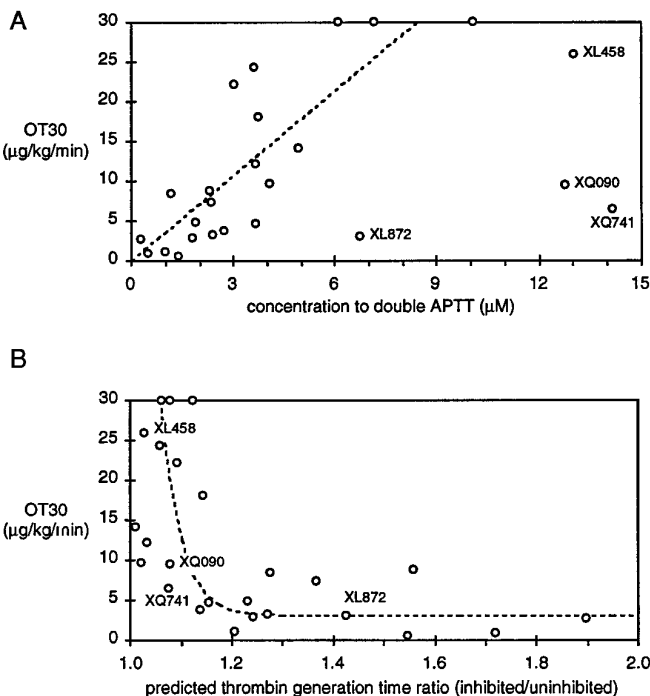 A
30
25
20
15
10
5
0
OT30
(µg/kg/min)
XL458
XQ090
XQ741
XL872
0 3 6 9 12 15
concentration to double APTT (µM)
B
30
25
20
15
10
5
0
OT30
(µg/kg/min)
XL458
XQ090
XQ741
XL872
1.0 1.2 1.4 1.6 1.8 2.0
predicted thrombin generation time ratio (inhibited/uninhibited)